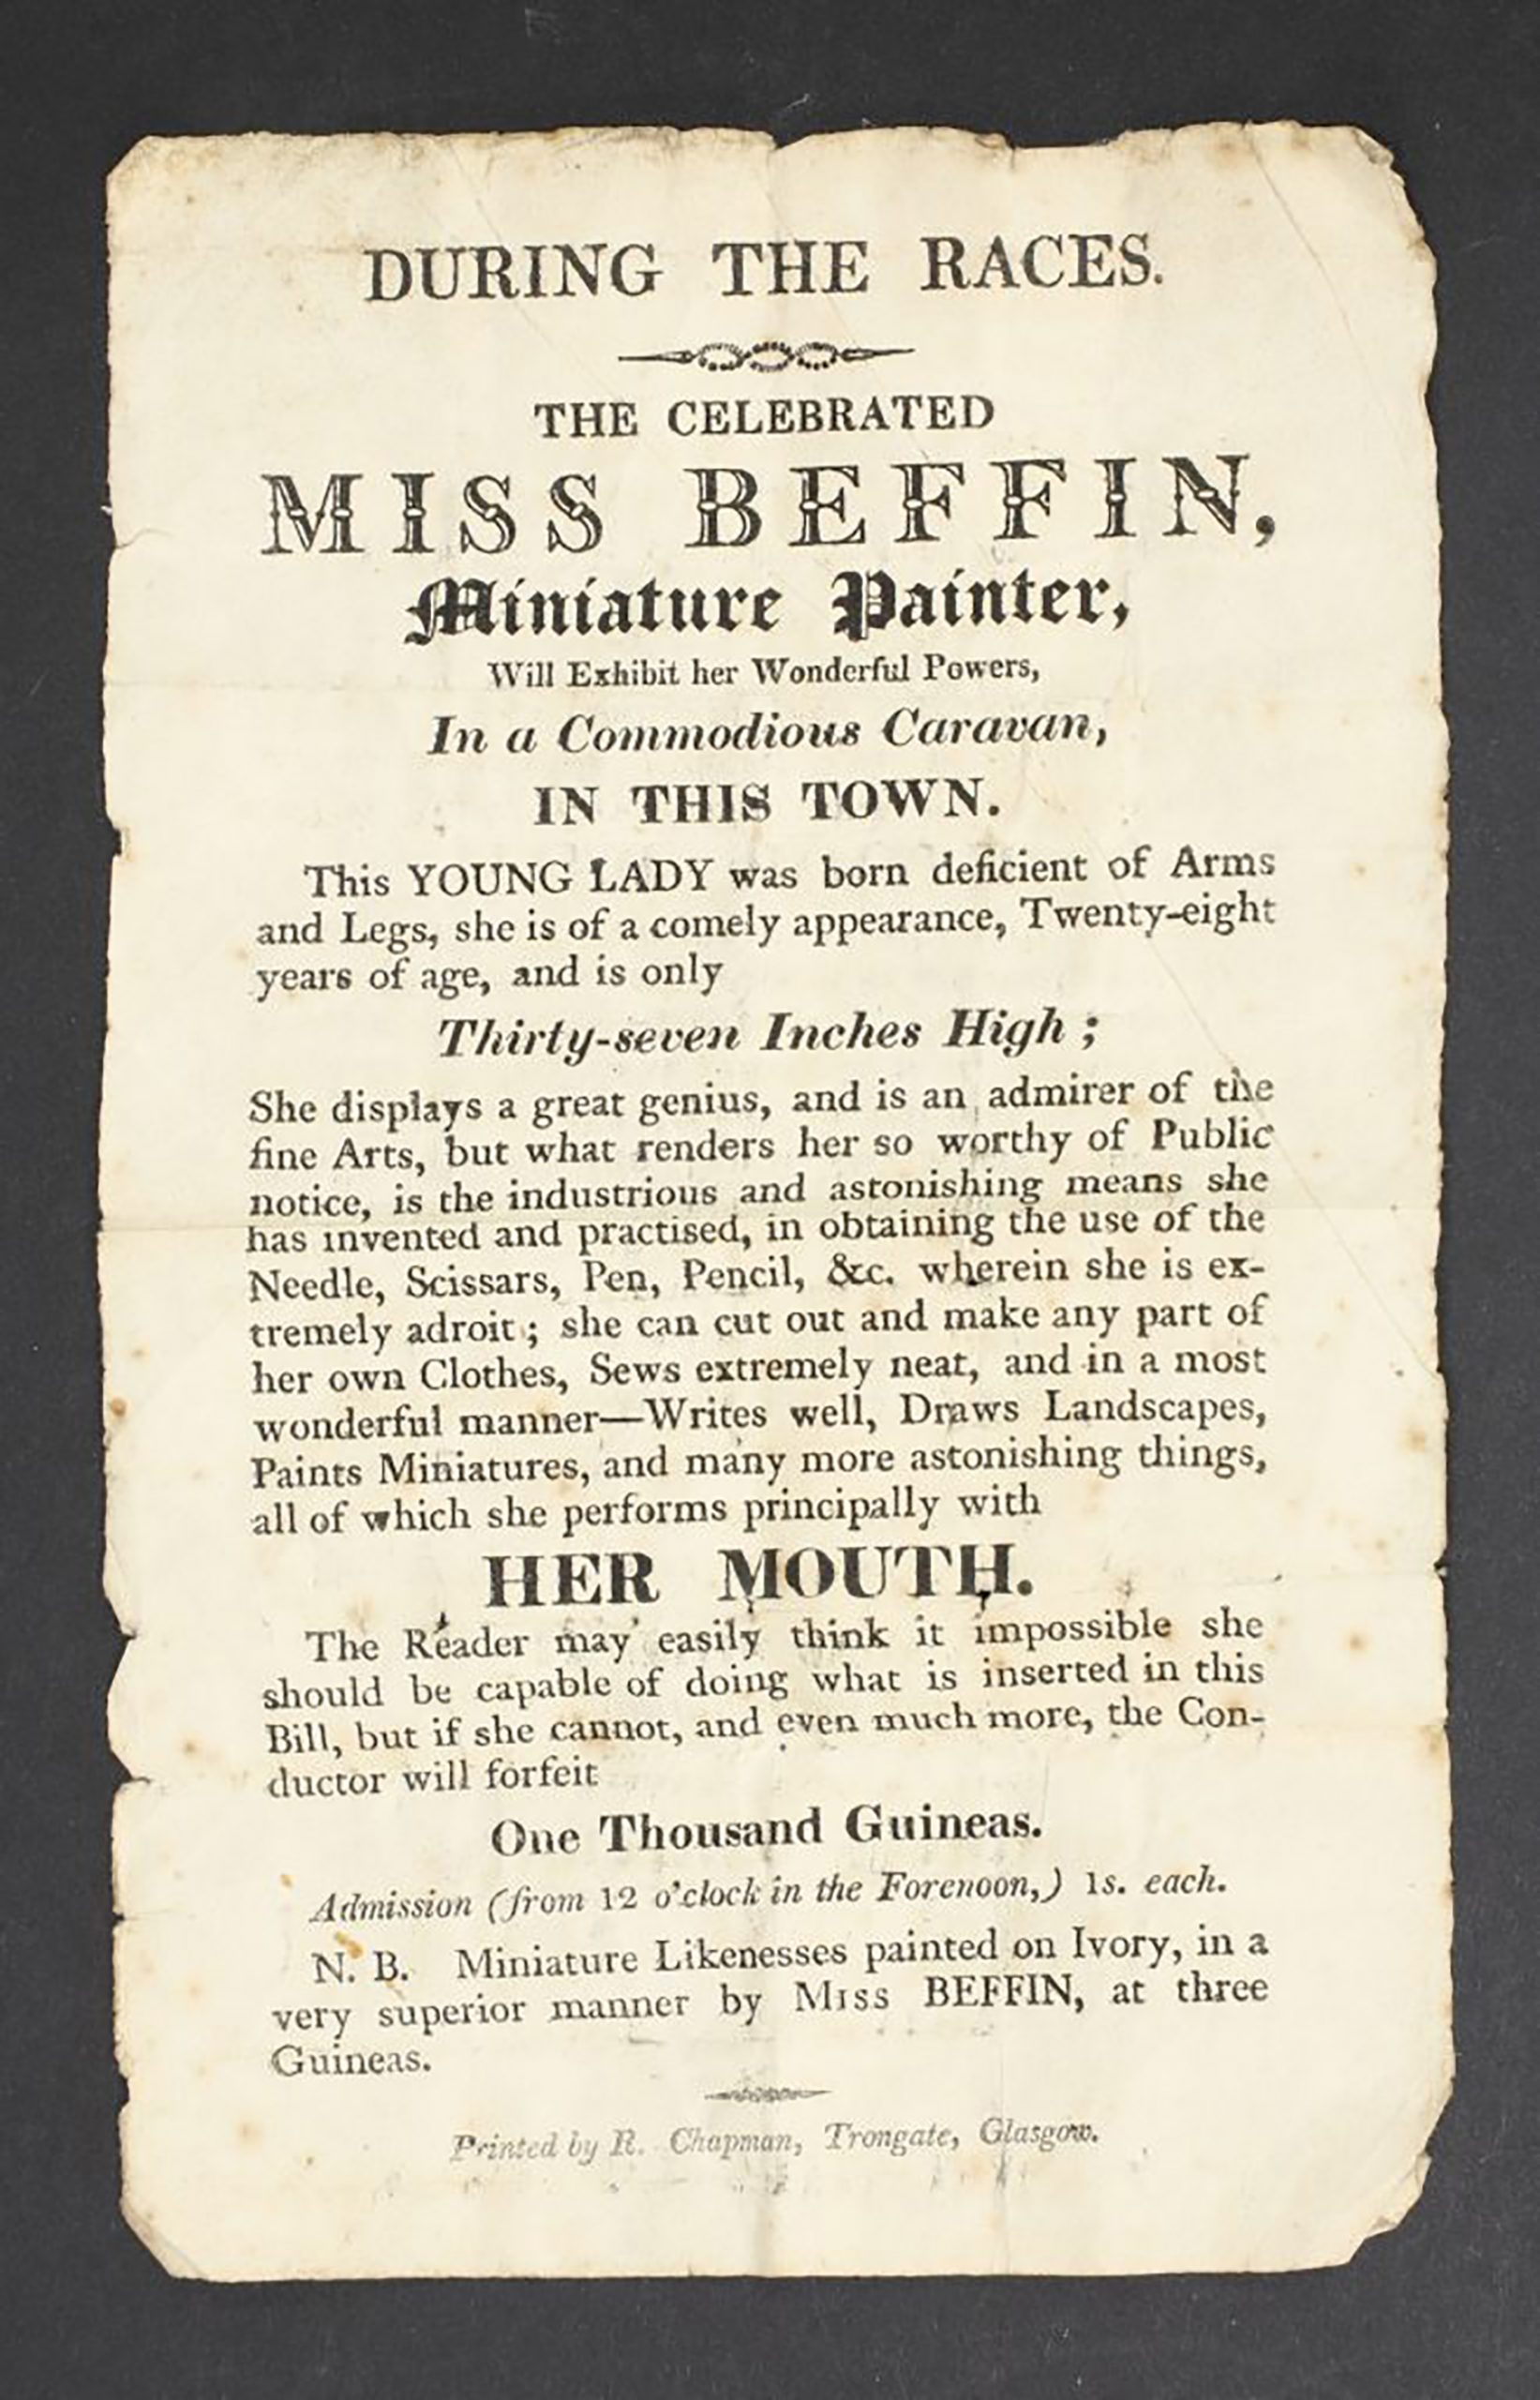 DURING THE RACES.
THE CELEBRATED
MISS BEFFIN,
Miniature Painter,
Will Exhibit her Wonderful Powers,
In a Commodious Caravan,
IN THIS TOWN.
This YOUNG LADY was born deficient of Arms
and Legs, she is of a comely appearance, Twenty-eight
years of age, and is only
Thirty-seven Inches High ;
She displays a great genius, and is an admirer of the
fine Arts, but what renders her so worthy of Public
notice, is the industrious and astonishing means she
has invented and practised, in obtaining the use of the
Needle, Scissars, Pen, Pencil, &c. wherein she is ex-
tremely adroit ; she can cut out and make any part of
her own Clothes, Sews extremely neat, and in a most
wonderful manner—Writes well, Draws Landscapes,
Paints Miniatures, and many more astonishing things,
all of which she performs principally with
HER MOUTH.
The Reader may easily think it impossible she
should be capable of doing what is inserted in this
Bill, but if she cannot, and even much more, the Con-
ductor will forfeit
One Thousand Guineas.
Admission (from 12 o'clock in the Forenoon,) 1s. each.
N. B. Miniature Likenesses painted on Ivory, in a
very superior manner by Miss BEFFIN, at three
Guineas.
Printed by R. Chapman, Trongate, Glasgow.